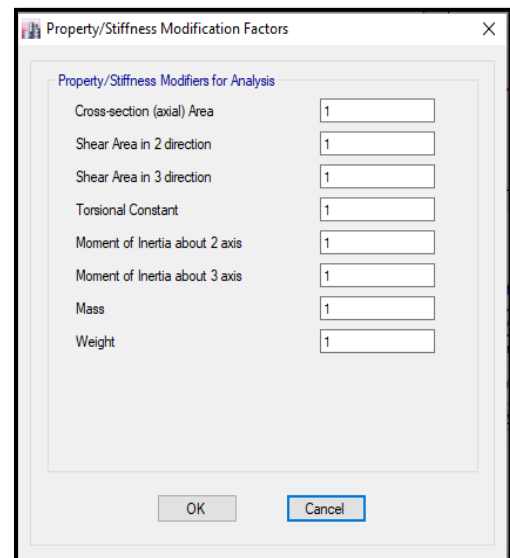 Property/Stiffness Modification Factors
Property/Stiffness Modifiers for Analysis
Cross-section (axial) Area 1
Shear Area in 2 direction 1
Shear Area in 3 direction 1
Torsional Constant 1
Moment of Inertia about 2 axis 1
Moment of Inertia about 3 axis 1
Mass 1
Weight 1
OK Cancel